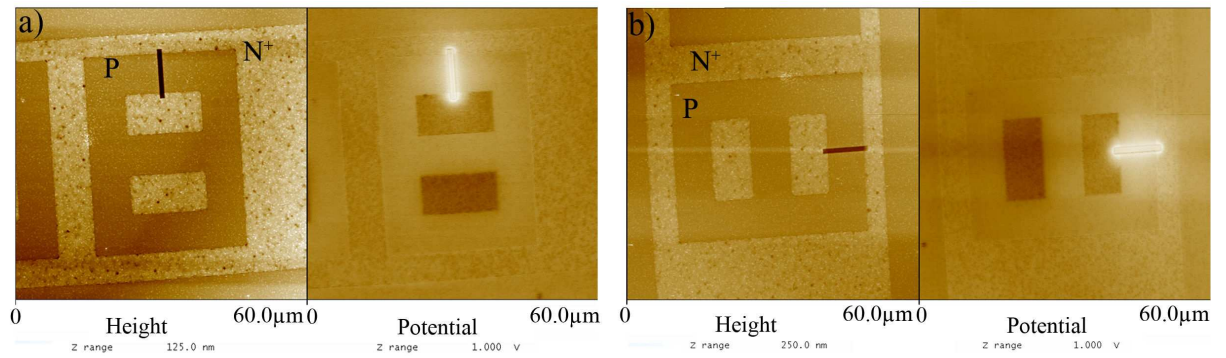 a)
P
N+
0
60.0µm
0
60.0µm
Height
Potential
Z range 125.0 nm
Z range 1.000 V
b)
N+
P
0
60.0µm
0
60.0µm
Height
Potential
Z range 250.0 nm
Z range 1.000 V